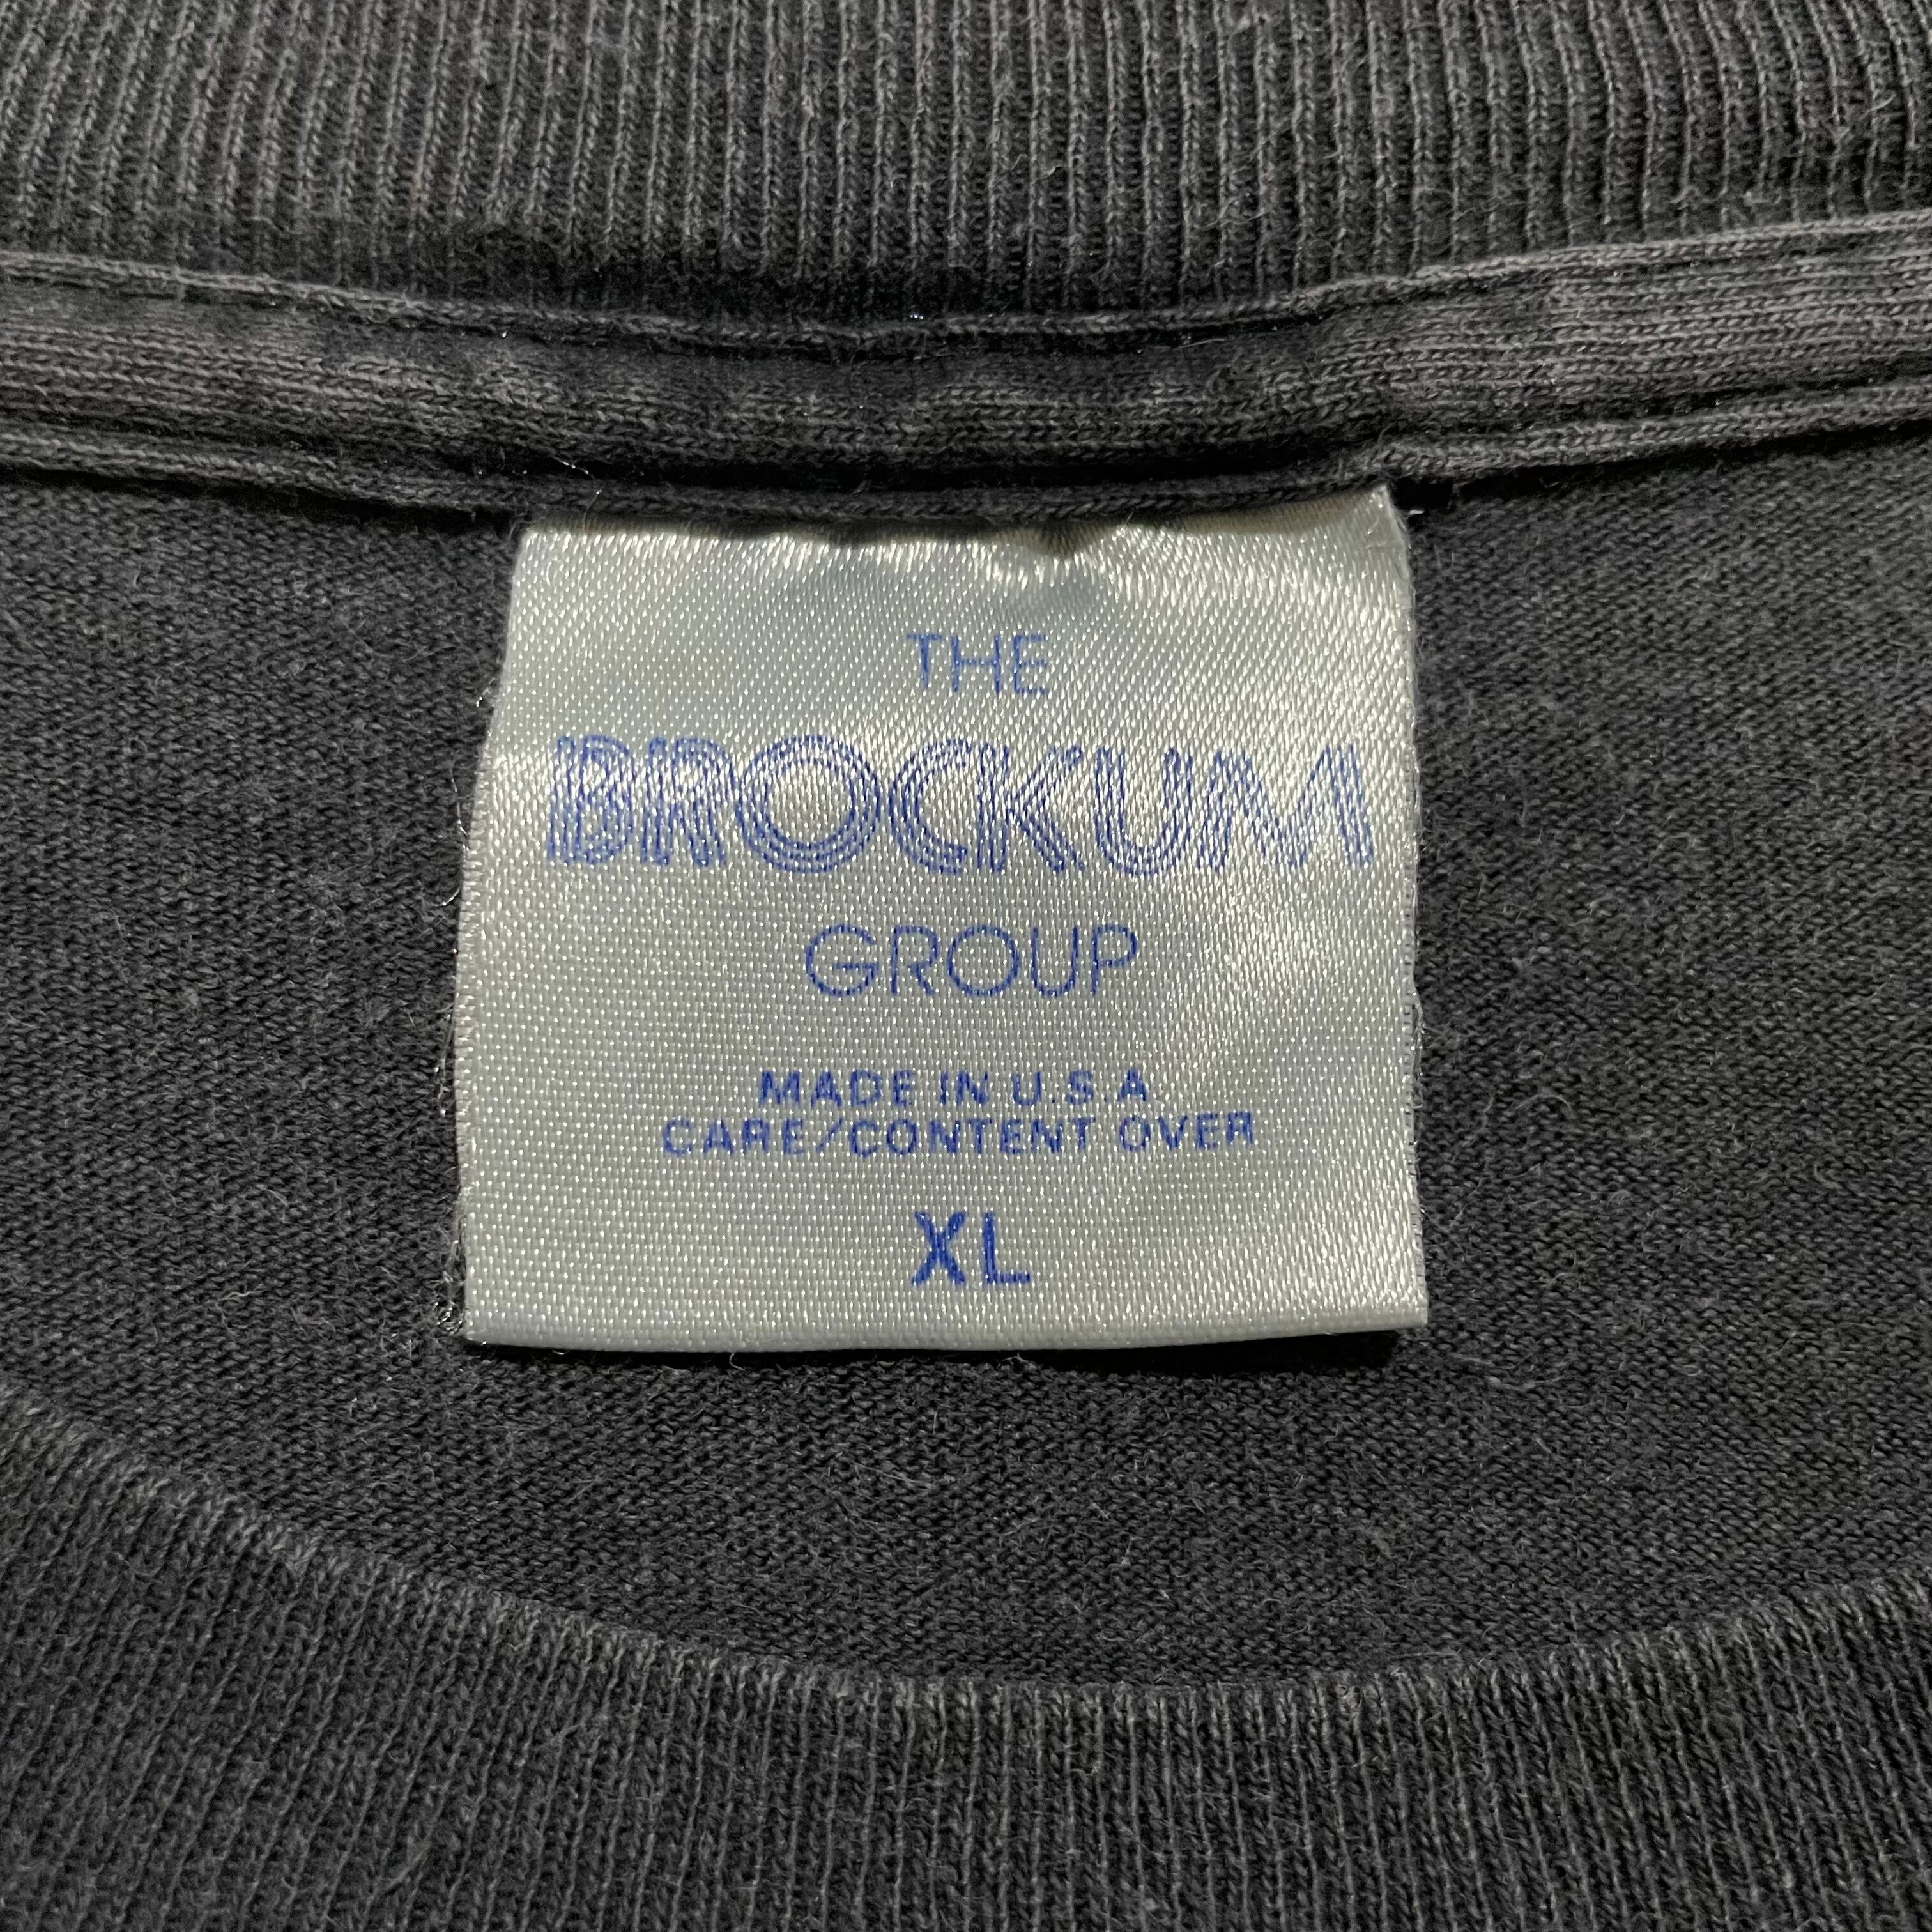 THE
BROCKUM
GROUP
MADE IN U.S.A.
CARE/CONTENT OVER
XL